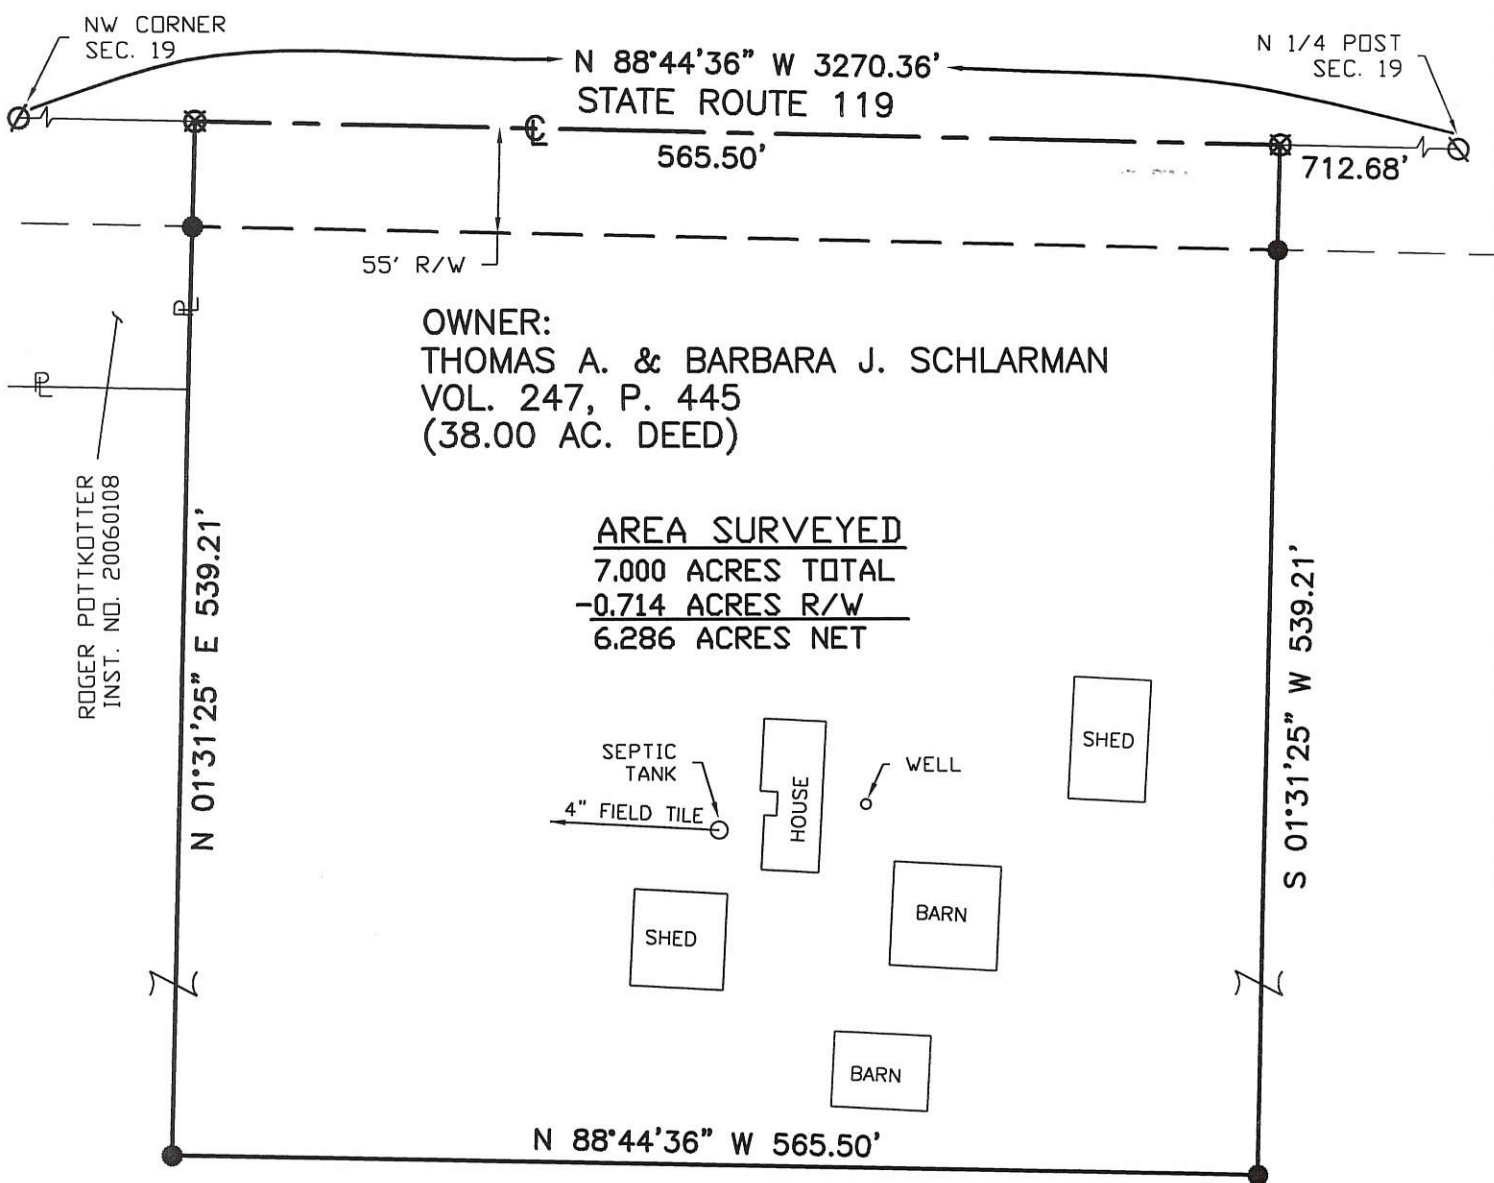 NW CORNER
SEC. 19
N 88°44'36" W 3270.36'
STATE ROUTE 119
N 1/4 POST
SEC. 19
℄
565.50'
712.68'
55' R/W
℄
℄
OWNER:
THOMAS A. & BARBARA J. SCHLARMAN
VOL. 247, P. 445
(38.00 AC. DEED)
ROGER POTTKOTTER
INST. NO. 20060108
N 01°31'25" E 539.21'
AREA SURVEYED
7.000 ACRES TOTAL
-0.714 ACRES R/W
6.286 ACRES NET
S 01°31'25" W 539.21'
SEPTIC
TANK
4" FIELD TILE
HOUSE
WELL
SHED
SHED
BARN
BARN
N 88°44'36" W 565.50'